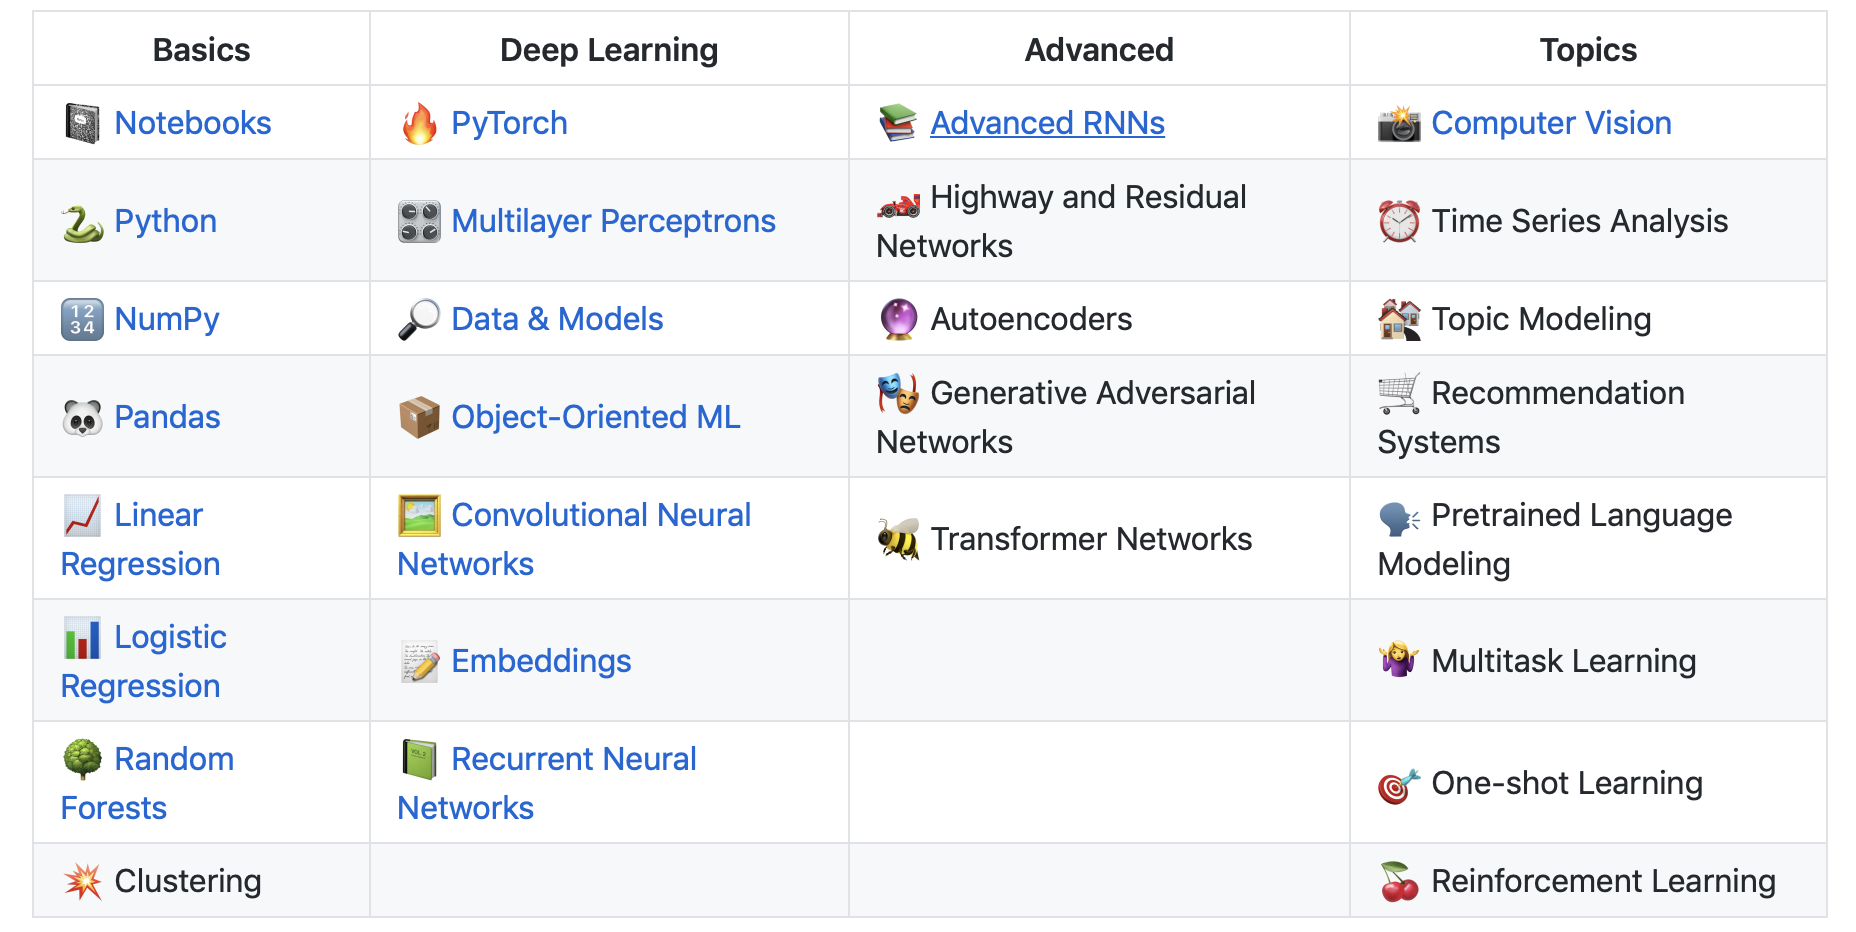 Basics Deep Learning Advanced Topics
Notebooks PyTorch Advanced RNNs Computer Vision
Python Multilayer Perceptrons Highway and Residual Networks Time Series Analysis
NumPy Data & Models Autoencoders Topic Modeling
Pandas Object-Oriented ML Generative Adversarial Networks Recommendation Systems
Linear Regression Convolutional Neural Networks Transformer Networks Pretrained Language Modeling
Logistic Regression Embeddings Multitask Learning
Random Forests Recurrent Neural Networks One-shot Learning
Clustering Reinforcement Learning